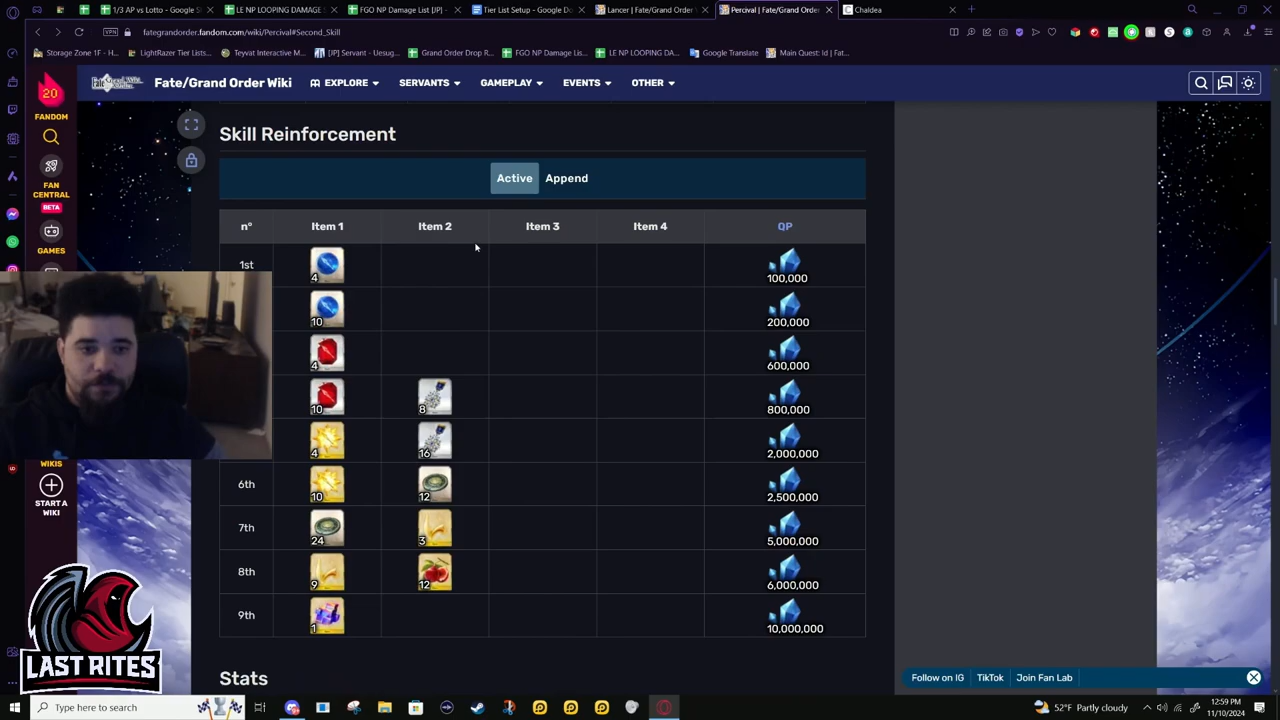 1/3 AP vs Lotto - Google S
LE NP LOOPING DAMAGE
FGO NP Damage List [JP]
Tier List Setup - Google Do
Lancer | Fate/Grand Order
Percival | Fate/Grand Order
Chaldea
VPN
fategrandorder.fandom.com/wiki/Percival#Second_Skill
Storage Zone 1F - H...
LightRazer Tier Lists...
Teyvat Interactive M...
[JP] Servant - Uesug...
Grand Order Drop R...
FGO NP Damage Lis...
LE NP LOOPING DA...
Google Translate
Main Quest: Id | Fat...
20
FANDOM
FAN
CENTRAL
BETA
GAMES
WIKIS
START A
WIKI
Fate/Grand Order Wiki
EXPLORE
SERVANTS
GAMEPLAY
EVENTS
OTHER
Skill Reinforcement
Active Append
n° Item 1 Item 2 Item 3 Item 4 QP
1st 4 100,000
10 200,000
4 600,000
10 8 800,000
4 16 2,000,000
6th 10 12 2,500,000
7th 24 3 5,000,000
8th 9 12 6,000,000
9th 1 10,000,000
Stats
LAST RITES
Follow on IG TikTok Join Fan Lab
Type here to search
52°F Partly cloudy
12:59 PM
11/10/2024